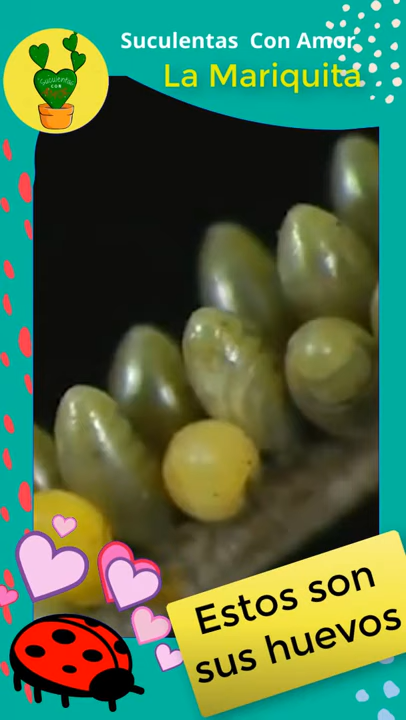 Suculentas Con Amor
La Mariquita
Suculentas
CON
Estos son
sus huevos